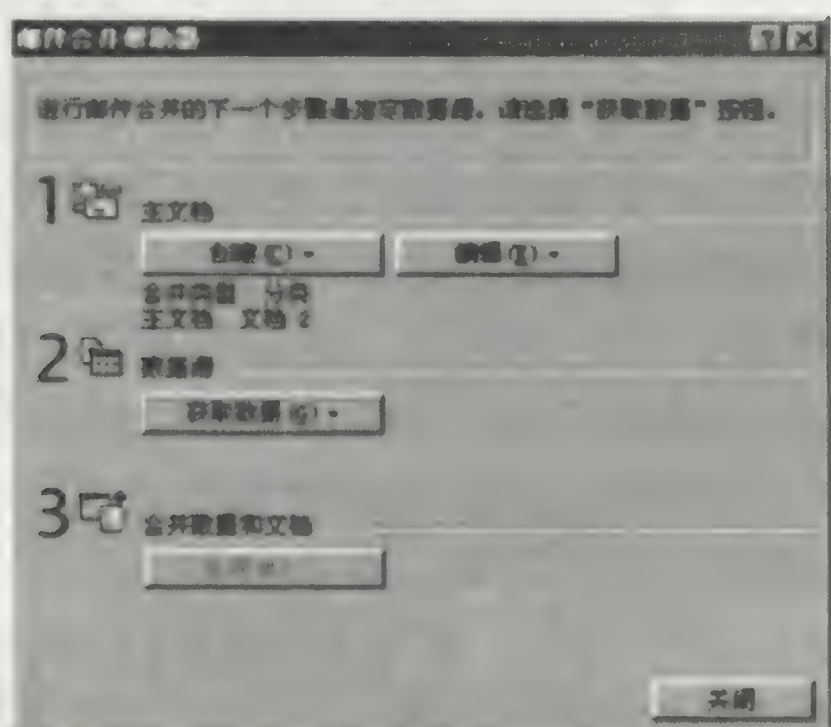 邮件合并帮助器
进行邮件合并的下一个步骤是指定数据源。请选择“获取数据”按钮。
1 主文档
创建(C) 编辑(E)
合并类型 分类
主文档 文档 2
2 数据源
获取数据(G)
3 合并数据和文档
关闭